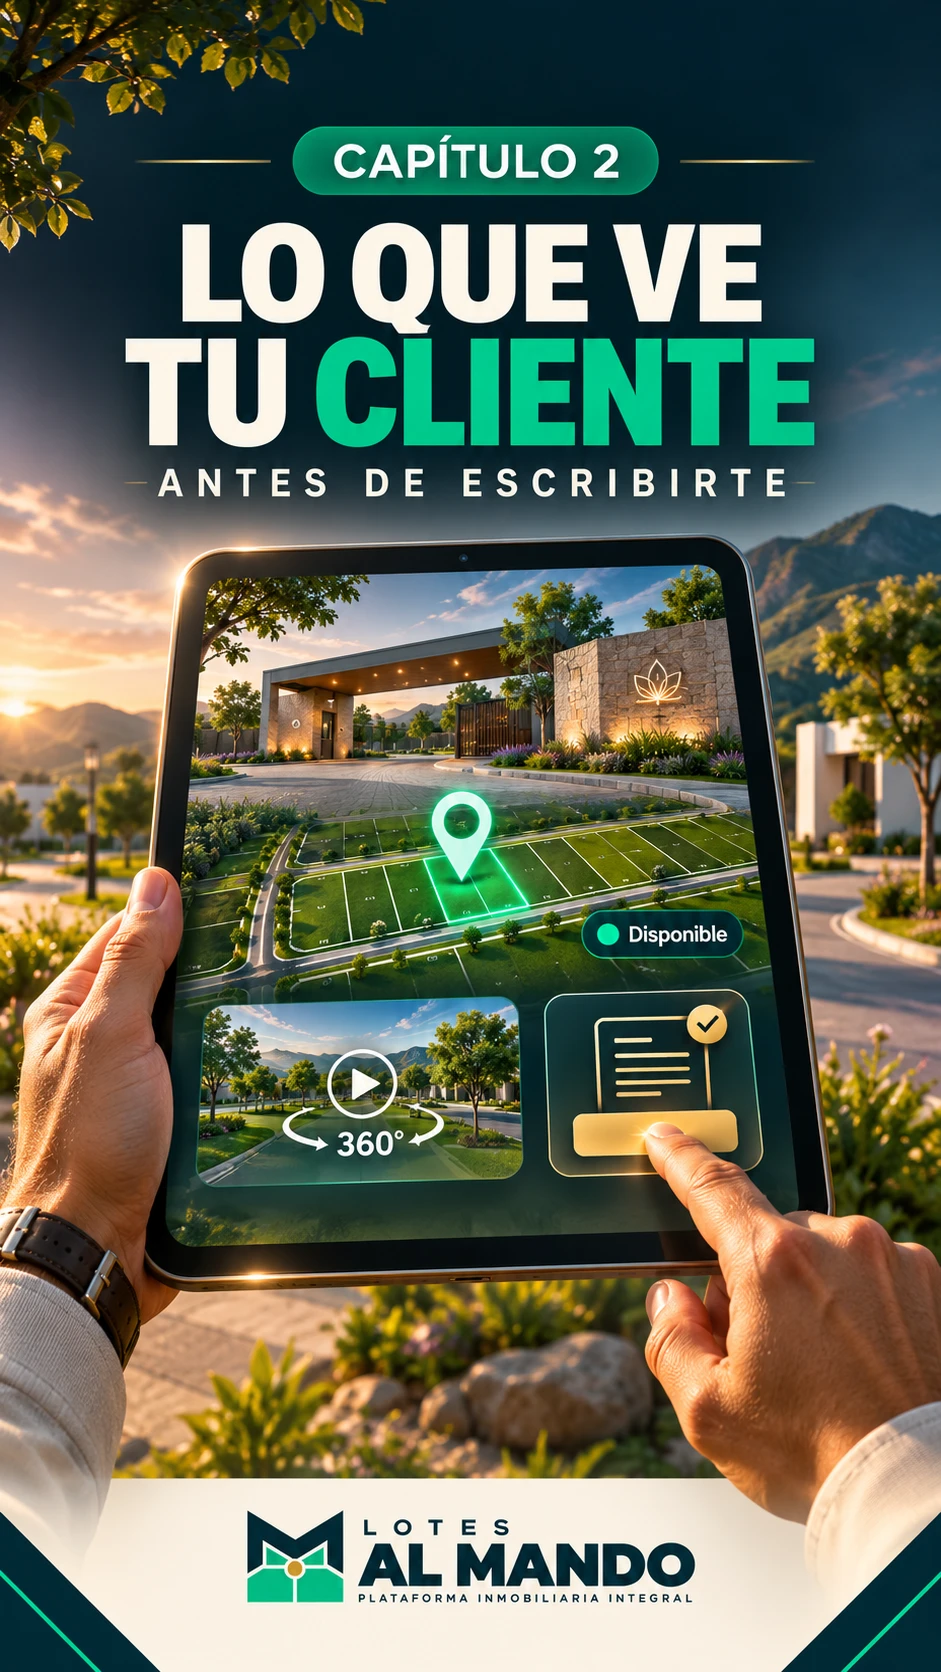 CAPÍTULO 2
LO QUE VE
TU CLIENTE
ANTES DE ESCRIBIRTE
Disponible
360°
LOTES
AL MANDO
PLATAFORMA INMOBILIARIA INTEGRAL